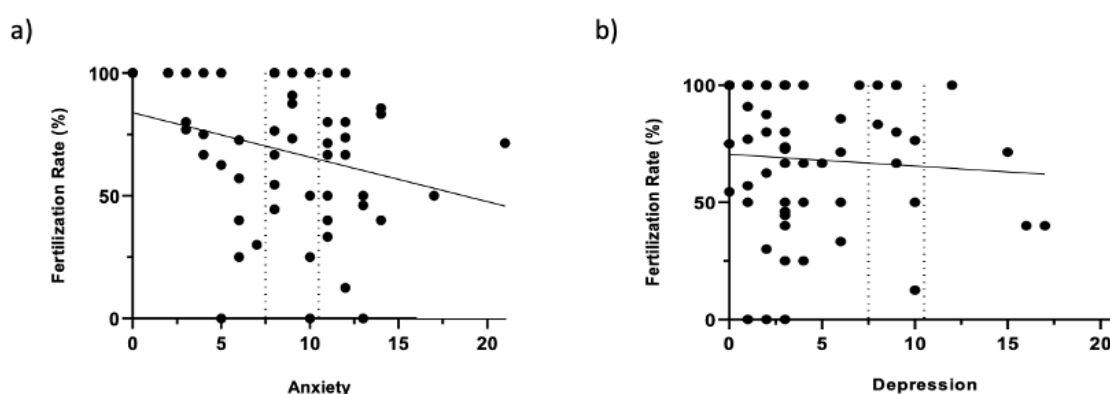 a)
Fertilization Rate (%)
100
50
0
0 5 10 15 20
Anxiety
b)
Fertilization Rate (%)
100
50
0
0 5 10 15 20
Depression